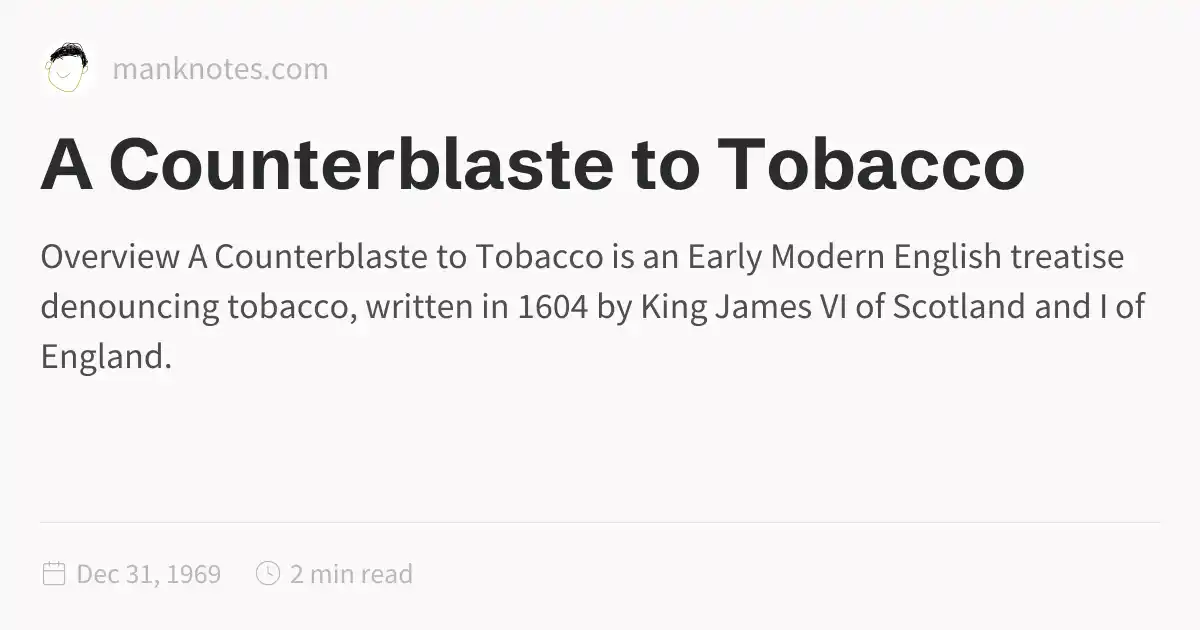 manknotes.com
A Counterblaste to Tobacco
Overview A Counterblaste to Tobacco is an Early Modern English treatise
denouncing tobacco, written in 1604 by King James VI of Scotland and I of
England.
Dec 31, 1969 2 min read